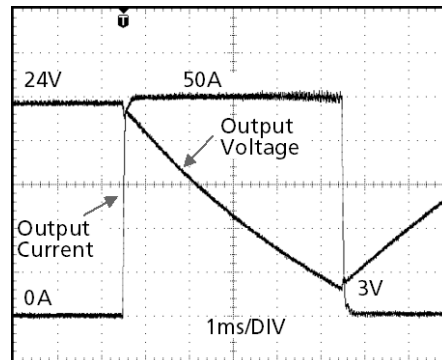 T
24V
50A
Output
Voltage
Output
Current
0A
3V
1ms/DIV